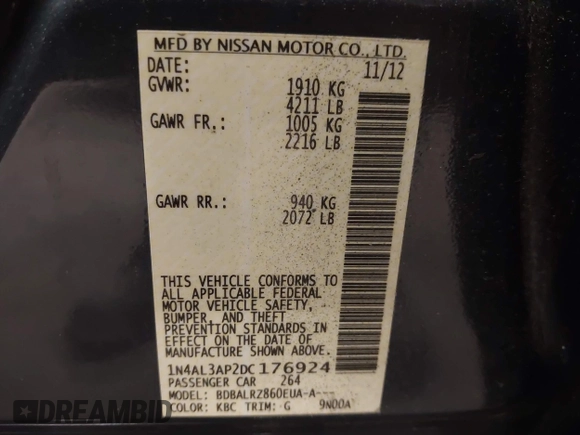 MFD BY NISSAN MOTOR CO., LTD.
DATE: 11/12
GVWR: 1910 KG
4211 LB
GAWR FR.: 1005 KG
2216 LB
GAWR RR.: 940 KG
2072 LB
THIS VEHICLE CONFORMS TO
ALL APPLICABLE FEDERAL
MOTOR VEHICLE SAFETY,
BUMPER, AND THEFT
PREVENTION STANDARDS IN
EFFECT ON THE DATE OF
MANUFACTURE SHOWN ABOVE.
1N4AL3AP2DC176924
PASSENGER CAR 264
MODEL: BDBALRZ860EUA-A---
COLOR: KBC TRIM: G 9N00A
DREAMBID